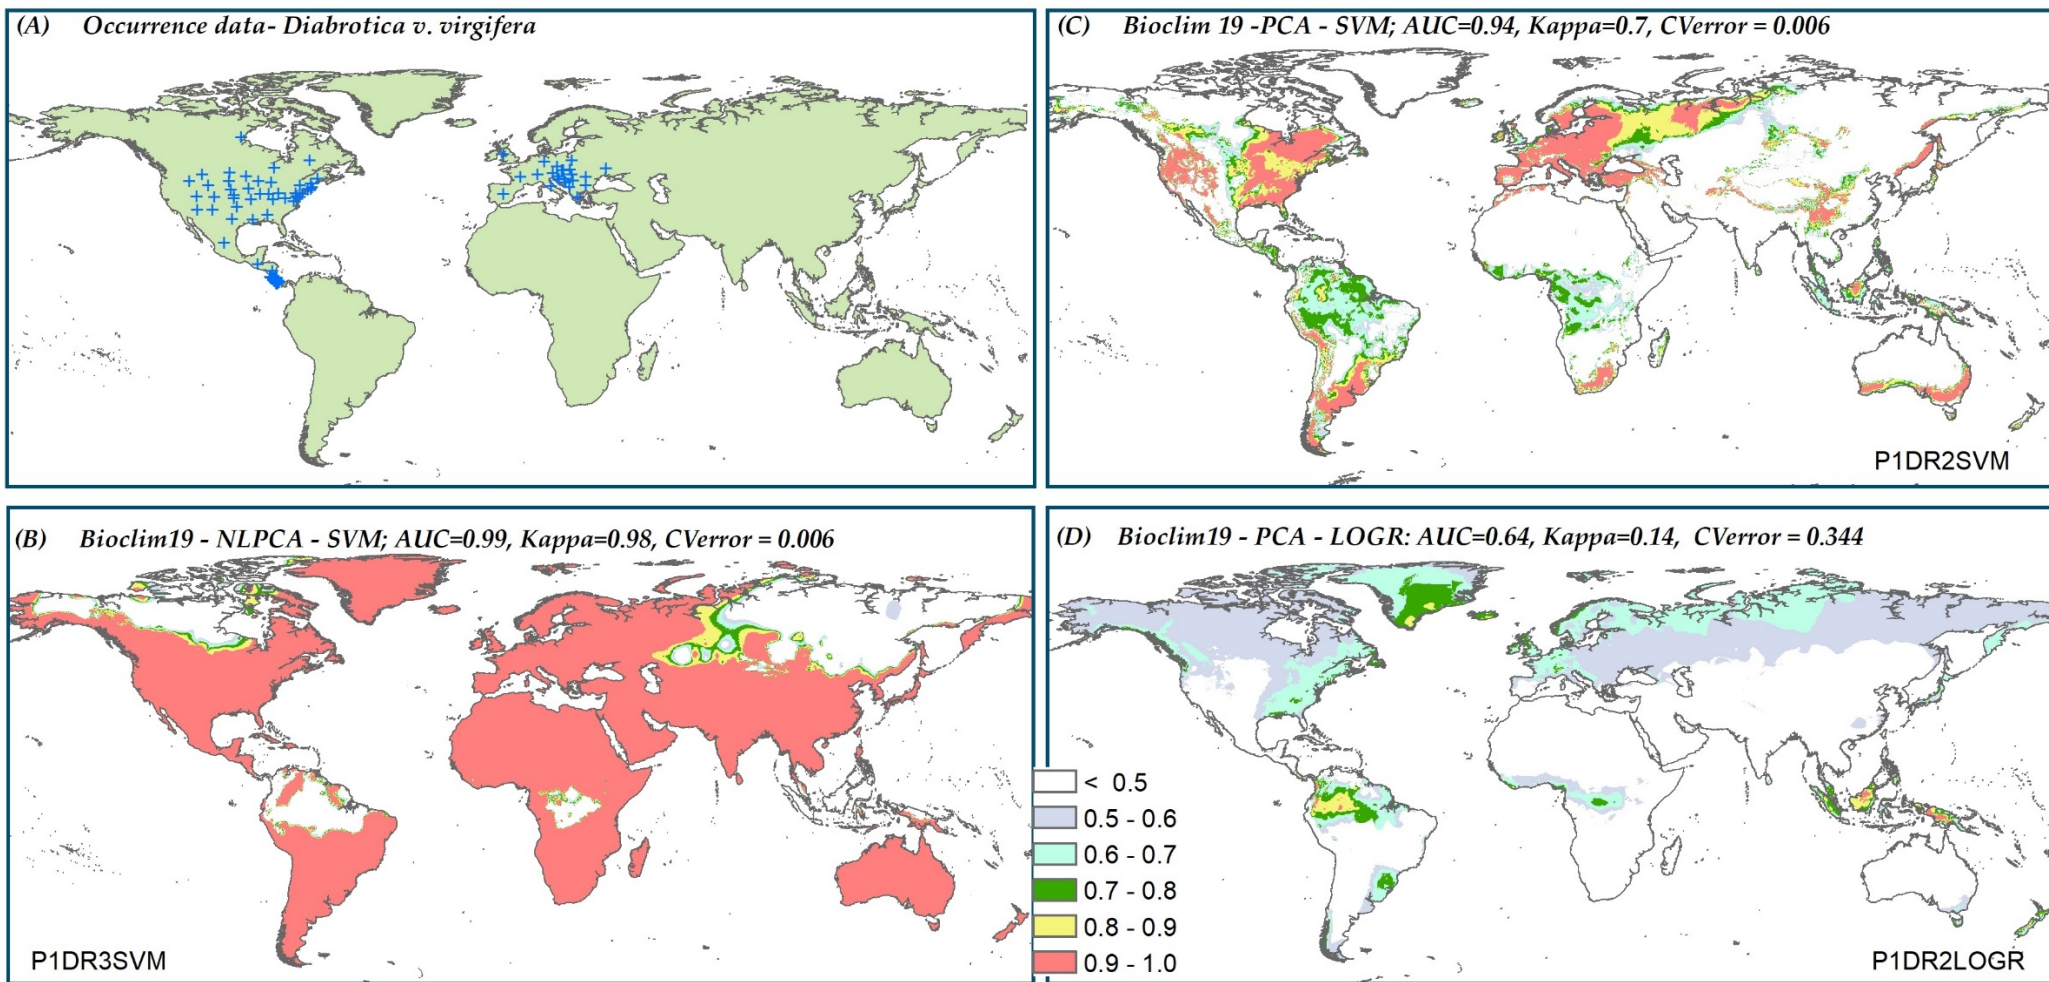 (A) Occurrence data- Diabrotica v. virgifera
(C) Bioclim 19 -PCA - SVM; AUC=0.94, Kappa=0.7, CVerror = 0.006
P1DR2SVM
(B) Bioclim19 - NLPCA - SVM; AUC=0.99, Kappa=0.98, CVerror = 0.006
P1DR3SVM
(D) Bioclim19 - PCA - LOGR: AUC=0.64, Kappa=0.14, CVerror = 0.344
< 0.5
0.5 - 0.6
0.6 - 0.7
0.7 - 0.8
0.8 - 0.9
0.9 - 1.0
P1DR2LOGR